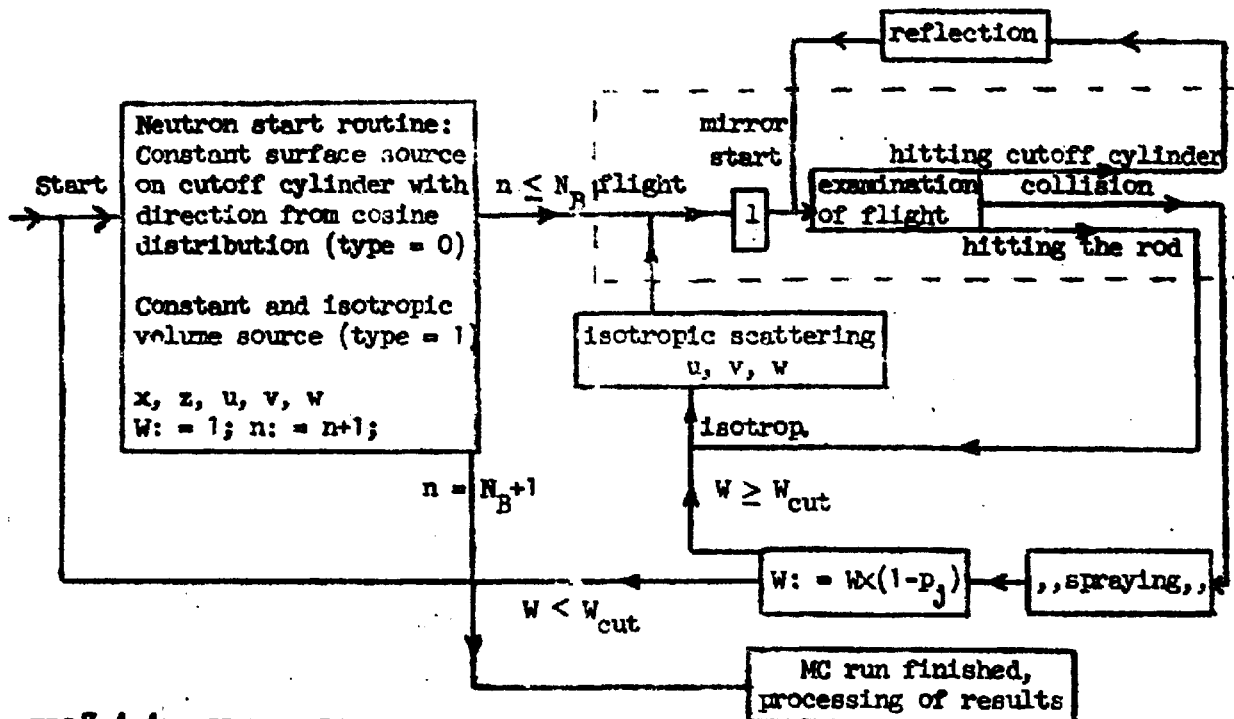 reflection
Neutron start routine:
Constant surface source
on cutoff cylinder with
direction from cosine
distribution (type = 0)
Constant and isotropic
volume source (type = 1)
x, z, u, v, w
W: = 1; n: = n+1;
Start
n ≤ N_B
flight
mirror
start
l
examination
of flight
hitting cutoff cylinder
collision
hitting the rod
isotropic scattering
u, v, w
isotrop.
W ≥ W_cut
n = N_B+1
W: = W×(1-p_j)
,,spraying,,
W < W_cut
MC run finished,
processing of results